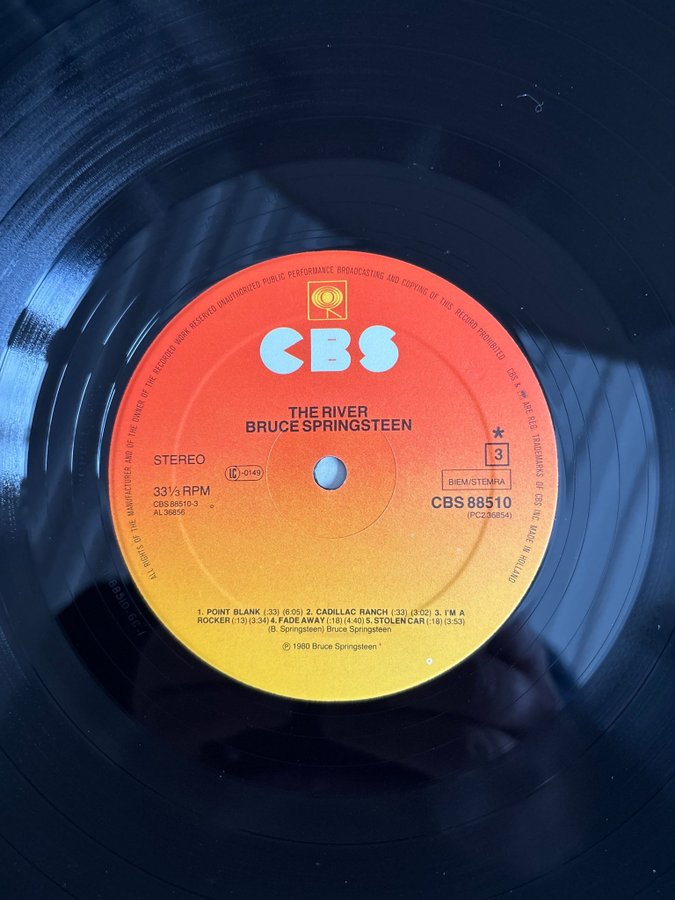 ALL RIGHTS OF THE MANUFACTURER AND OF THE OWNER OF THE RECORDED WORK RESERVED UNAUTHORIZED PUBLIC PERFORMANCE BROADCASTING AND COPYING OF THIS RECORD PROHIBITED
CBS & ARE REG. TRADEMARKS OF CBS INC. MADE IN HOLLAND
CBS
THE RIVER
BRUCE SPRINGSTEEN
STEREO
LC-0149
*
3
BIEM/STEMRA
33⅓ RPM
CBS 88510-3
AL 36856
CBS 88510
(PC2 36854)
1. POINT BLANK (:33) (6:05) 2. CADILLAC RANCH (:33) (3:02) 3. I'M A
ROCKER (:13) (3:34) 4. FADE AWAY (:18) (4:40) 5. STOLEN CAR (:18) (3:53)
(B. Springsteen) Bruce Springsteen
℗ 1980 Bruce Springsteen